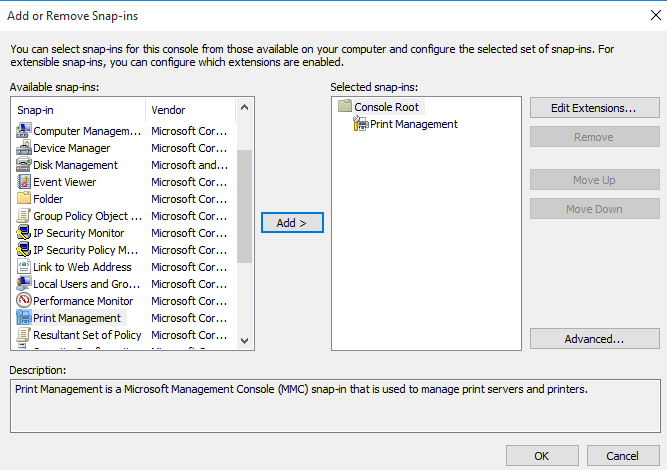 Add or Remove Snap-ins
You can select snap-ins for this console from those available on your computer and configure the selected set of snap-ins. For
extensible snap-ins, you can configure which extensions are enabled.
Available snap-ins:
Snap-in Vendor
Computer Managem... Microsoft Cor...
Device Manager Microsoft Cor...
Disk Management Microsoft and...
Event Viewer Microsoft Cor...
Folder Microsoft Cor...
Group Policy Object ... Microsoft Cor...
IP Security Monitor Microsoft Cor...
IP Security Policy M... Microsoft Cor...
Link to Web Address Microsoft Cor...
Local Users and Gro... Microsoft Cor...
Performance Monitor Microsoft Cor...
Print Management Microsoft Cor...
Resultant Set of Policy Microsoft Cor...
Add >
Selected snap-ins:
Console Root
Print Management
Edit Extensions...
Remove
Move Up
Move Down
Advanced...
Description:
Print Management is a Microsoft Management Console (MMC) snap-in that is used to manage print servers and printers.
OK
Cancel